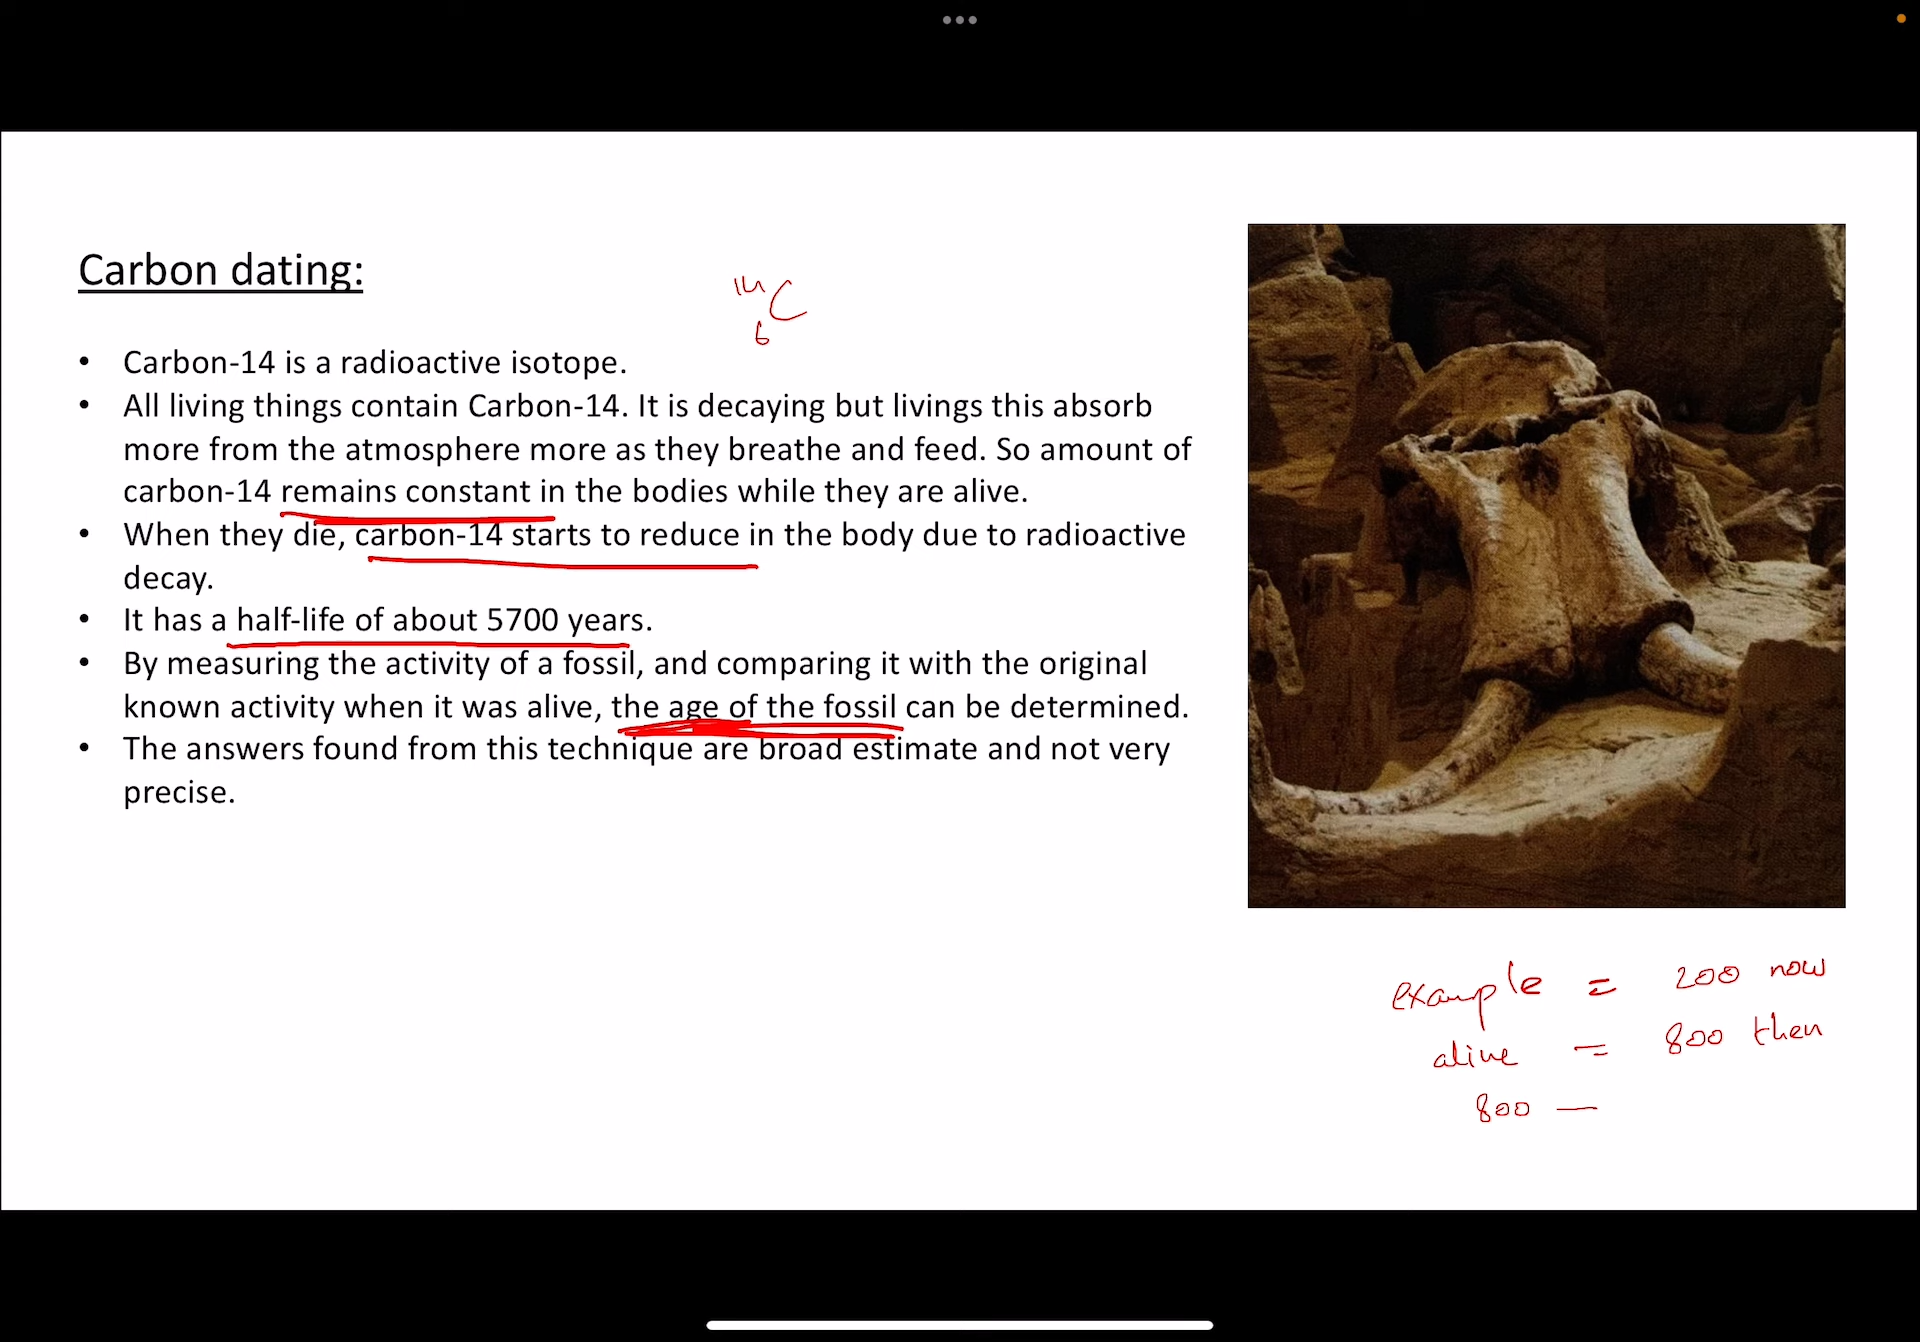 Carbon dating:
14
C
6
• Carbon-14 is a radioactive isotope.
• All living things contain Carbon-14. It is decaying but livings this absorb
more from the atmosphere more as they breathe and feed. So amount of
carbon-14 remains constant in the bodies while they are alive.
• When they die, carbon-14 starts to reduce in the body due to radioactive
decay.
• It has a half-life of about 5700 years.
• By measuring the activity of a fossil, and comparing it with the original
known activity when it was alive, the age of the fossil can be determined.
• The answers found from this technique are broad estimate and not very
precise.
example = 200 now
alive = 800 then
800 —